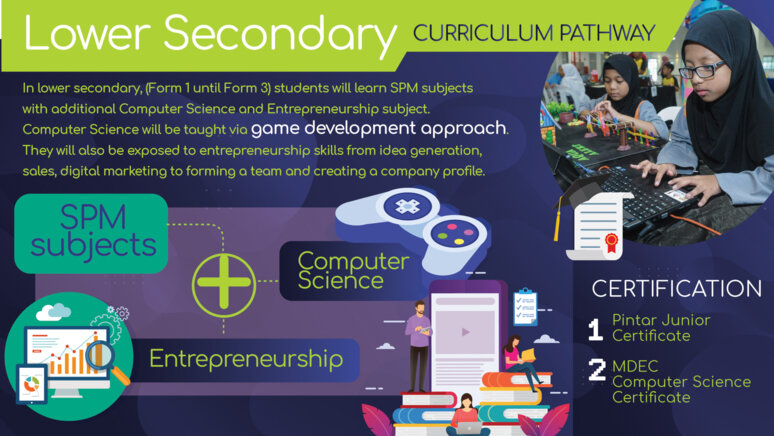 Lower Secondary CURRICULUM PATHWAY
In lower secondary, (Form 1 until Form 3) students will learn SPM subjects
with additional Computer Science and Entrepreneurship subject.
Computer Science will be taught via game development approach.
They will also be exposed to entrepreneurship skills from idea generation,
sales, digital marketing to forming a team and creating a company profile.
SPM
subjects
Computer
Science
Entrepreneurship
CERTIFICATION
1 Pintar Junior
Certificate
2 MDEC
Computer Science
Certificate